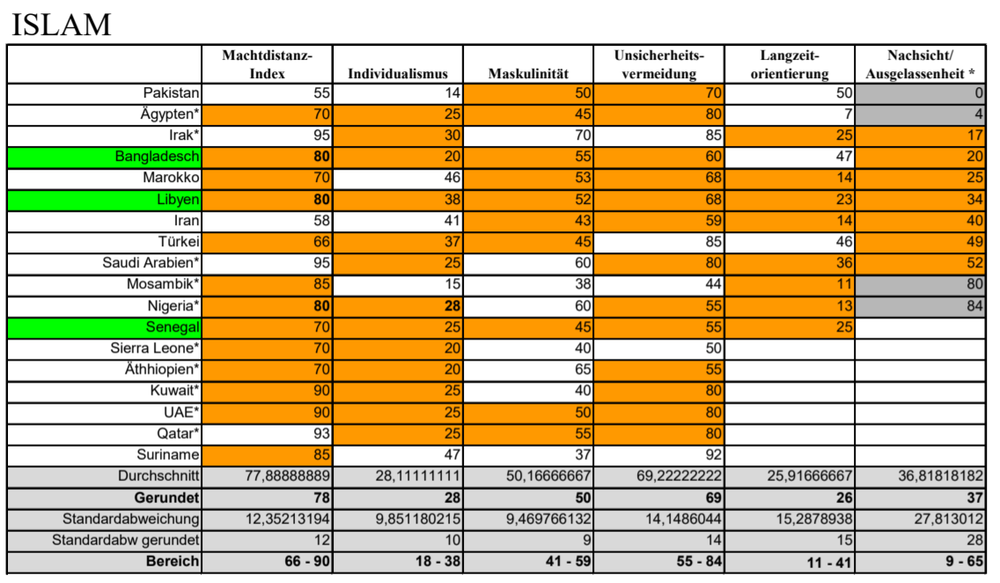 ISLAM
Machtdistanz-Index Individualismus Maskulinität Unsicherheits-vermeidung Langzeit-orientierung Nachsicht/Ausgelassenheit *
Pakistan 55 14 50 70 50 0
Ägypten* 70 25 45 80 7 4
Irak* 95 30 70 85 25 17
Bangladesch 80 20 55 60 47 20
Marokko 70 46 53 68 14 25
Libyen 80 38 52 68 23 34
Iran 58 41 43 59 14 40
Türkei 66 37 45 85 46 49
Saudi Arabien* 95 25 60 80 36 52
Mosambik* 85 15 38 44 11 80
Nigeria* 80 28 60 55 13 84
Senegal 70 25 45 55 25
Sierra Leone* 70 20 40 50
Äthhiopien* 70 20 65 55
Kuwait* 90 25 40 80
UAE* 90 25 50 80
Qatar* 93 25 55 80
Suriname 85 47 37 92
Durchschnitt 77,88888889 28,11111111 50,16666667 69,22222222 25,91666667 36,81818182
Gerundet 78 28 50 69 26 37
Standardabweichung 12,35213194 9,851180215 9,469766132 14,1486044 15,2878938 27,813012
Standardabw gerundet 12 10 9 14 15 28
Bereich 66 - 90 18 - 38 41 - 59 55 - 84 11 - 41 9 - 65